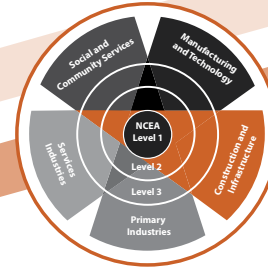 Social and
Community Services
Manufacturing
and Technology
NCEA
Level 1
Construction and
Infrastructure
Services
Industries
Level 2
Level 3
Primary
Industries